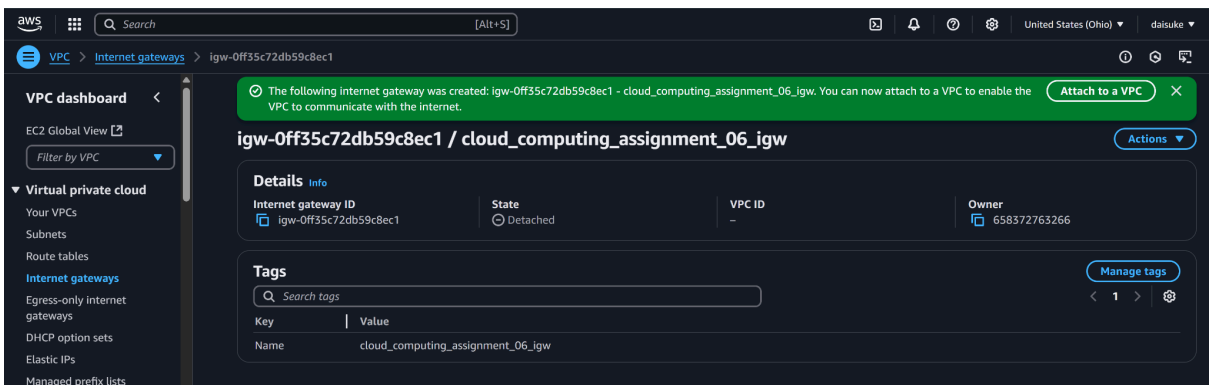 aws
Search
[Alt+S]
United States (Ohio) ▼
daisuke ▼
VPC > Internet gateways > igw-0ff35c72db59c8ec1
VPC dashboard
EC2 Global View
Filter by VPC
Virtual private cloud
Your VPCs
Subnets
Route tables
Internet gateways
Egress-only internet
gateways
DHCP option sets
Elastic IPs
Managed prefix lists
The following internet gateway was created: igw-0ff35c72db59c8ec1 - cloud_computing_assignment_06_igw. You can now attach to a VPC to enable the
VPC to communicate with the internet.
Attach to a VPC
igw-0ff35c72db59c8ec1 / cloud_computing_assignment_06_igw
Actions ▼
Details Info
Internet gateway ID
igw-0ff35c72db59c8ec1
State
Detached
VPC ID
–
Owner
658372763266
Tags
Manage tags
Search tags
< 1 >
Key Value
Name cloud_computing_assignment_06_igw